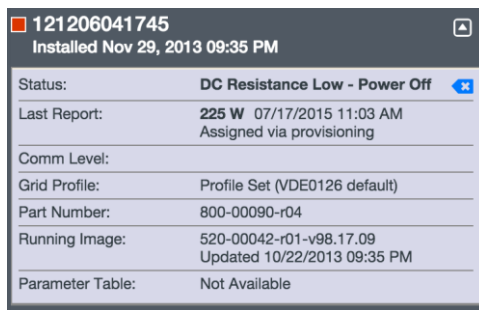 121206041745
Installed Nov 29, 2013 09:35 PM
Status: DC Resistance Low - Power Off
Last Report: 225 W 07/17/2015 11:03 AM
Assigned via provisioning
Comm Level:
Grid Profile: Profile Set (VDE0126 default)
Part Number: 800-00090-r04
Running Image: 520-00042-r01-v98.17.09
Updated 10/22/2013 09:35 PM
Parameter Table: Not Available